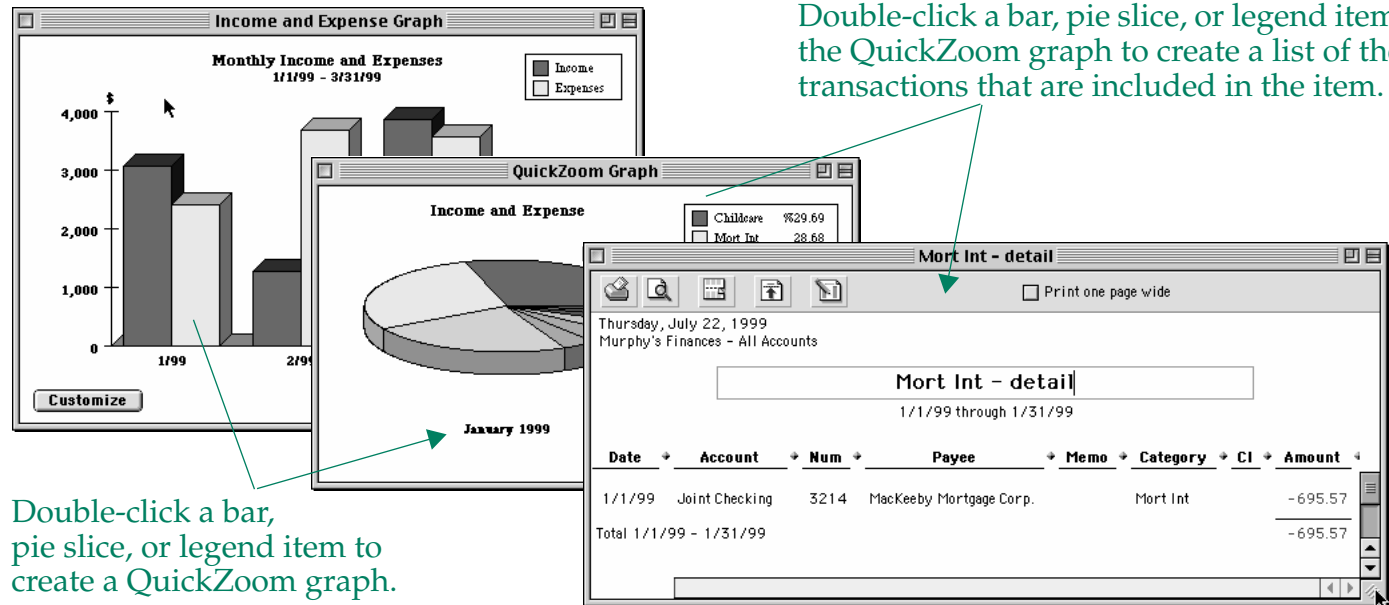 Income and Expense Graph
Monthly Income and Expenses
1/1/99 - 3/31/99
Income
Expenses
$
4,000
3,000
2,000
1,000
0
1/99
2/99
Customize
Double-click a bar, pie slice, or legend item
the QuickZoom graph to create a list of the
transactions that are included in the item.
QuickZoom Graph
Income and Expense
Childcare %29.69
Mort Int 28.68
January 1999
Mort Int - detail
Print one page wide
Thursday, July 22, 1999
Murphy's Finances - All Accounts
Mort Int - detail
1/1/99 through 1/31/99
Date Account Num Payee Memo Category Cl Amount
1/1/99 Joint Checking 3214 MacKeeby Mortgage Corp. Mort Int -695.57
Total 1/1/99 - 1/31/99 -695.57
Double-click a bar,
pie slice, or legend item to
create a QuickZoom graph.